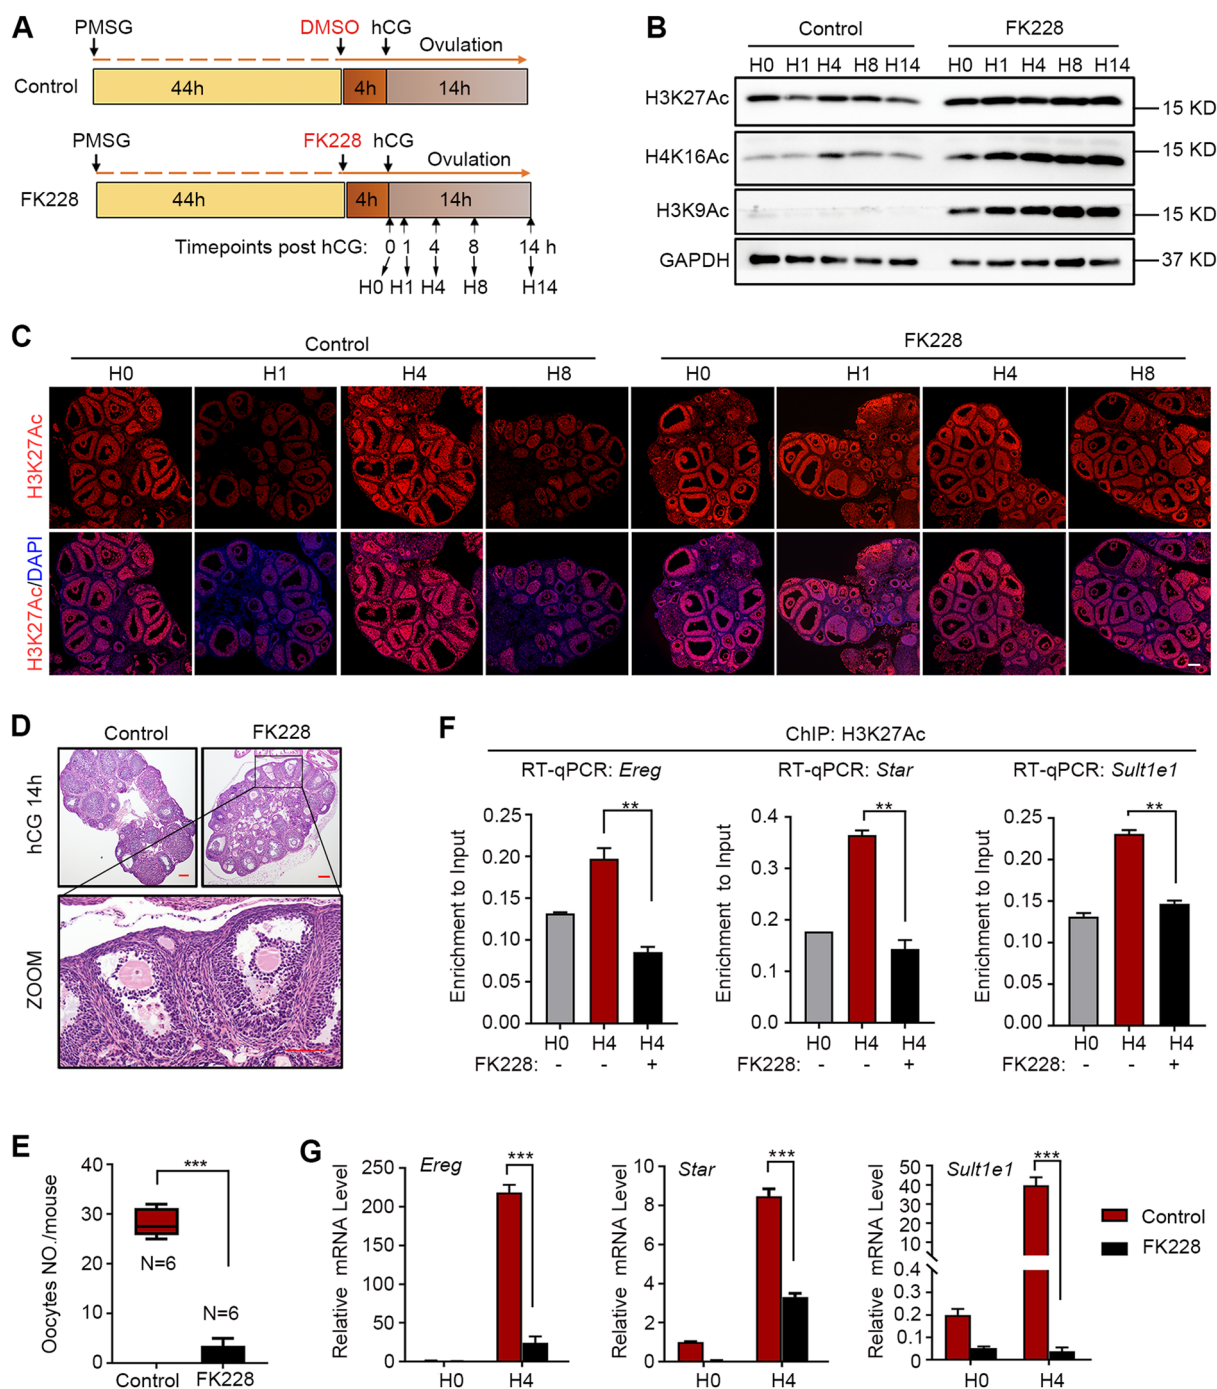 A
PMSG DMSO hCG
Ovulation
Control 44h 4h 14h
PMSG FK228 hCG
Ovulation
FK228 44h 4h 14h
Timepoints post hCG: 0 1 4 8 14 h
H0 H1 H4 H8 H14
B
Control FK228
H0 H1 H4 H8 H14 H0 H1 H4 H8 H14
H3K27Ac 15 KD
H4K16Ac 15 KD
H3K9Ac 15 KD
GAPDH 37 KD
C
Control FK228
H0 H1 H4 H8 H0 H1 H4 H8
H3K27Ac
H3K27Ac/DAPI
D
Control FK228
hCG 14h
ZOOM
E
Oocytes NO./mouse
40
30
20
10
0
***
N=6
N=6
Control FK228
F
ChIP: H3K27Ac
RT-qPCR: Ereg
Enrichment to Input
0.25
0.20
0.15
0.10
0.05
0.00
**
H0 H4 H4
FK228: - - +
RT-qPCR: Star
Enrichment to Input
0.4
0.3
0.2
0.1
0.0
**
H0 H4 H4
FK228: - - +
RT-qPCR: Sult1e1
Enrichment to Input
0.25
0.20
0.15
0.10
0.05
0.00
**
H0 H4 H4
FK228: - - +
G
Ereg
Relative mRNA Level
250
200
150
100
50
0
***
H0 H4
Star
Relative mRNA Level
10
8
6
4
2
0
***
H0 H4
Sult1e1
Relative mRNA Level
50
40
30
20
10
0.4
0.3
0.2
0.1
0
***
H0 H4
Control
FK228